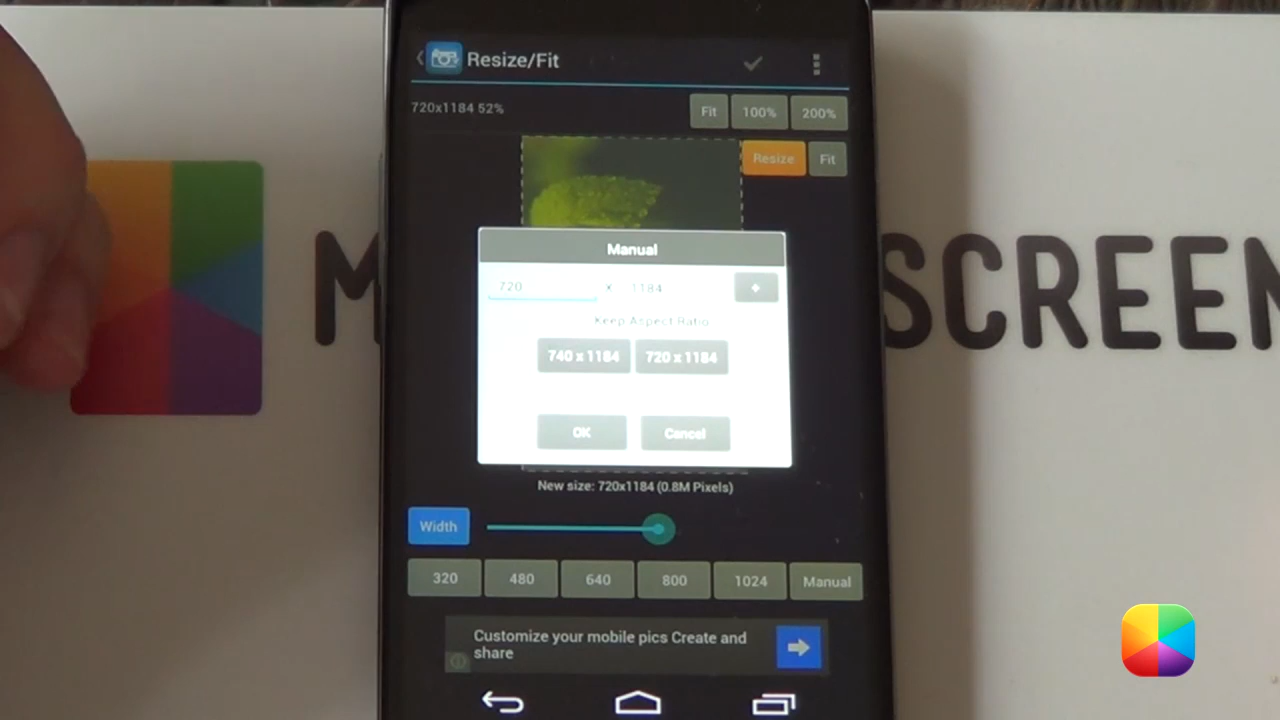 Resize/Fit
720x1184 52%
Fit 100% 200%
Resize Fit
M SCREEN
Manual
720 x 1184
Keep Aspect Ratio
740 x 1184 720 x 1184
OK Cancel
New size: 720x1184 (0.8M Pixels)
Width
320 480 640 800 1024 Manual
Customize your mobile pics Create and
share